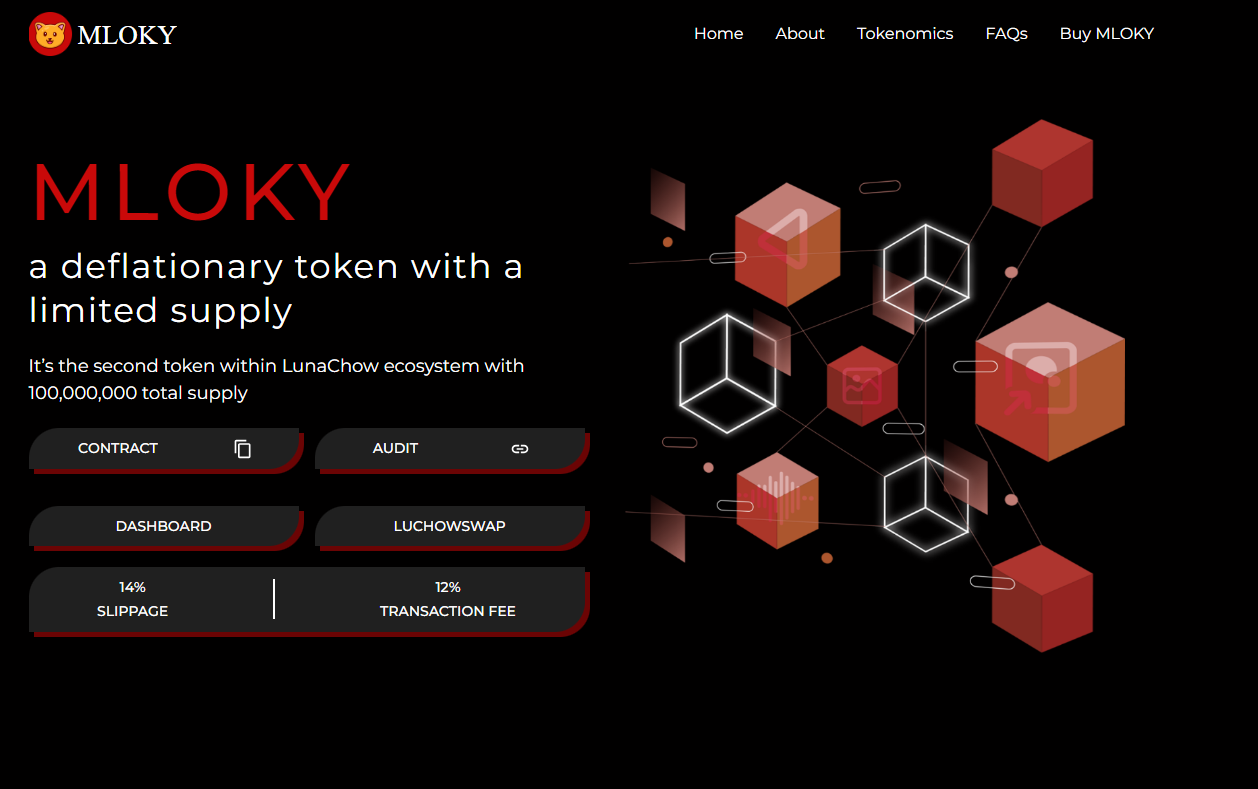 MLOKY
Home
About
Tokenomics
FAQs
Buy MLOKY
MLOKY
a deflationary token with a
limited supply
It’s the second token within LunaChow ecosystem with
100,000,000 total supply
CONTRACT
AUDIT
DASHBOARD
LUCHOWSWAP
14%
SLIPPAGE
12%
TRANSACTION FEE